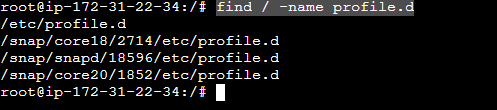 root@ip-172-31-22-34:/# find / -name profile.d
/etc/profile.d
/snap/core18/2714/etc/profile.d
/snap/snapd/18596/etc/profile.d
/snap/core20/1852/etc/profile.d
root@ip-172-31-22-34:/#